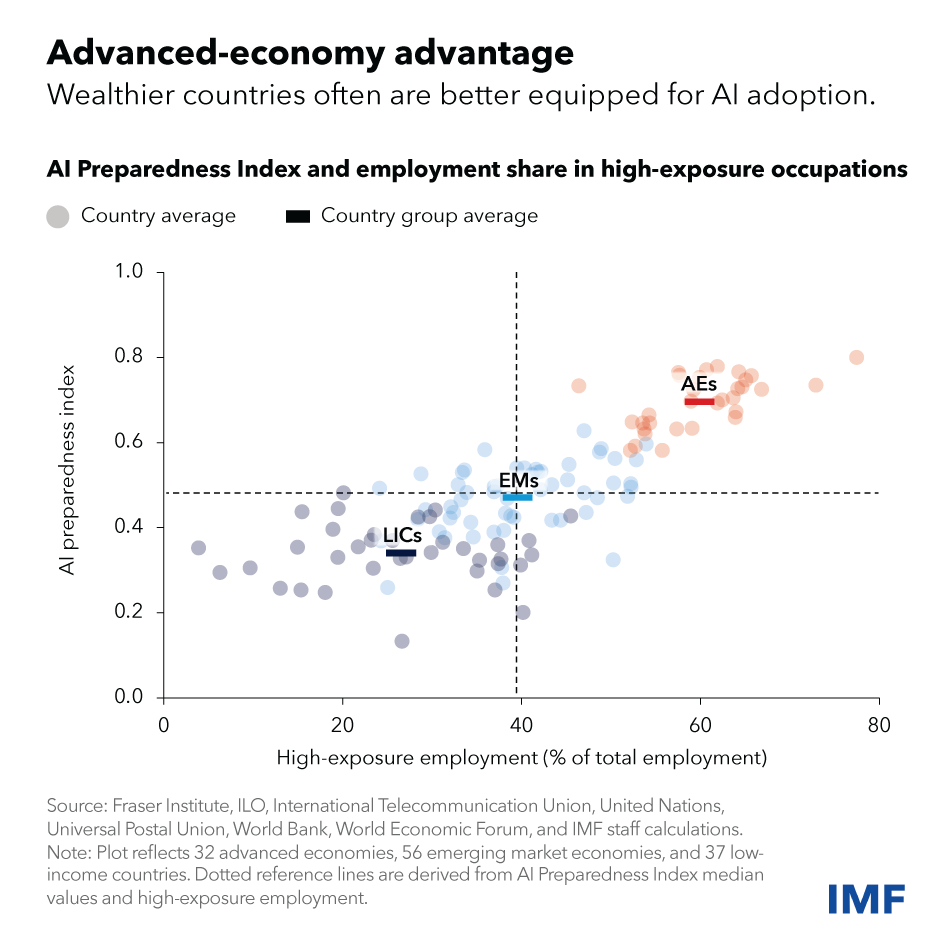 Advanced-economy advantage
Wealthier countries often are better equipped for AI adoption.
AI Preparedness Index and employment share in high-exposure occupations
Country average
Country group average
1.0
0.8
0.6
0.4
0.2
0.0
AI preparedness index
AEs
EMs
LICs
0
20
40
60
80
High-exposure employment (% of total employment)
Source: Fraser Institute, ILO, International Telecommunication Union, United Nations,
Universal Postal Union, World Bank, World Economic Forum, and IMF staff calculations.
Note: Plot reflects 32 advanced economies, 56 emerging market economies, and 37 low-
income countries. Dotted reference lines are derived from AI Preparedness Index median
values and high-exposure employment.
IMF